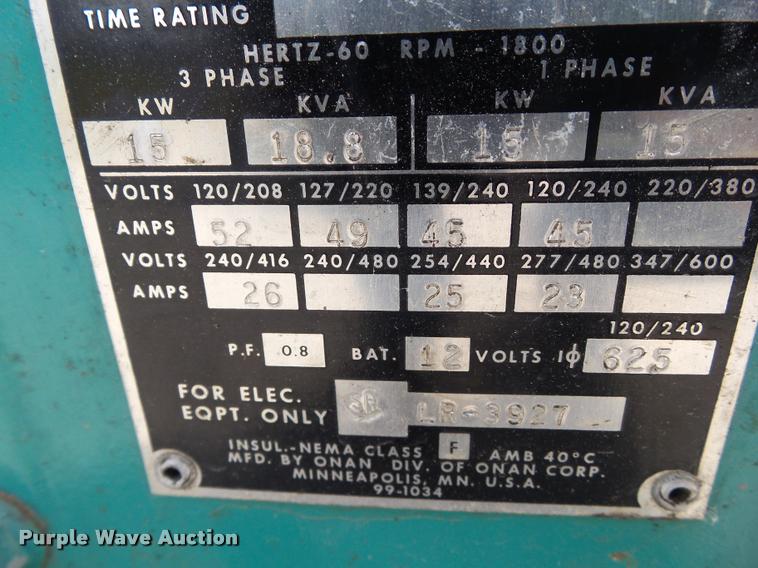 TIME RATING
HERTZ-60 RPM - 1800
3 PHASE 1 PHASE
KW KVA KW KVA
15 18.8 15 15
VOLTS 120/208 127/220 139/240 120/240 220/380
AMPS 52 49 45 45
VOLTS 240/416 240/480 254/440 277/480 347/600
AMPS 26 25 23
120/240
P.F. 0.8 BAT. 12 VOLTS 1ϕ 625
FOR ELEC.
EQPT. ONLY LR-3927
INSUL.-NEMA CLASS F AMB 40°C
MFD. BY ONAN DIV. OF ONAN CORP.
MINNEAPOLIS, MN. U.S.A.
99-1034
Purple Wave Auction